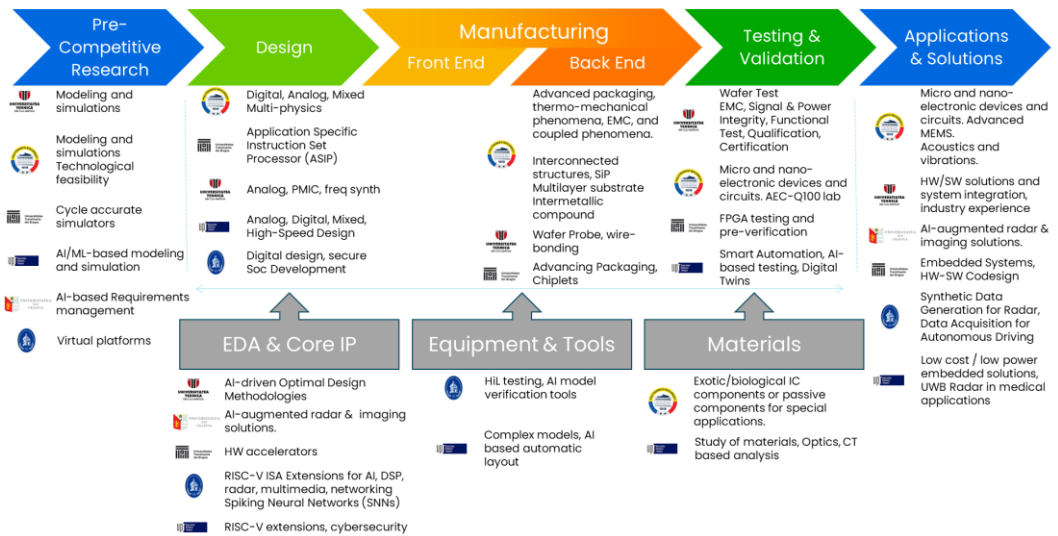 Pre-
Competitive
Research
Design
Manufacturing
Front End
Back End
Testing &
Validation
Applications
& Solutions
Modeling and
simulations
Modeling and
simulations
Technological
feasibility
Cycle accurate
simulators
AI/ML-based modeling
and simulation
AI-based Requirements
management
Virtual platforms
Digital, Analog, Mixed
Multi-physics
Application Specific
Instruction Set
Processor (ASIP)
Analog, PMIC, freq synth
Analog, Digital, Mixed,
High-Speed Design
Digital design, secure
Soc Development
Advanced packaging,
thermo-mechanical
phenomena, EMC, and
coupled phenomena.
Interconnected
structures, SiP
Multilayer substrate
Intermetallic
compound
Wafer Probe, wire-
bonding
Advancing Packaging,
Chiplets
Wafer Test
EMC, Signal & Power
Integrity, Functional
Test, Qualification,
Certification
Micro and nano-
electronic devices and
circuits. AEC-Q100 lab
FPGA testing and
pre-verification
Smart Automation, AI-
based testing, Digital
Twins
Micro and nano-
electronic devices and
circuits. Advanced
MEMS.
Acoustics and
vibrations.
HW/SW solutions and
system integration,
industry experience
AI-augmented radar &
imaging solutions.
Embedded Systems,
HW-SW Codesign
Synthetic Data
Generation for Radar,
Data Acquisition for
Autonomous Driving
Low cost / low power
embedded solutions,
UWB Radar in medical
applications
EDA & Core IP
AI-driven Optimal Design
Methodologies
AI-augmented radar & imaging
solutions.
HW accelerators
RISC-V ISA Extensions for AI, DSP,
radar, multimedia, networking
Spiking Neural Networks (SNNs)
RISC-V extensions, cybersecurity
Equipment & Tools
HiL testing, AI model
verification tools
Complex models, AI
based automatic
layout
Materials
Exotic/biological IC
components or passive
components for special
applications.
Study of materials, Optics, CT
based analysis